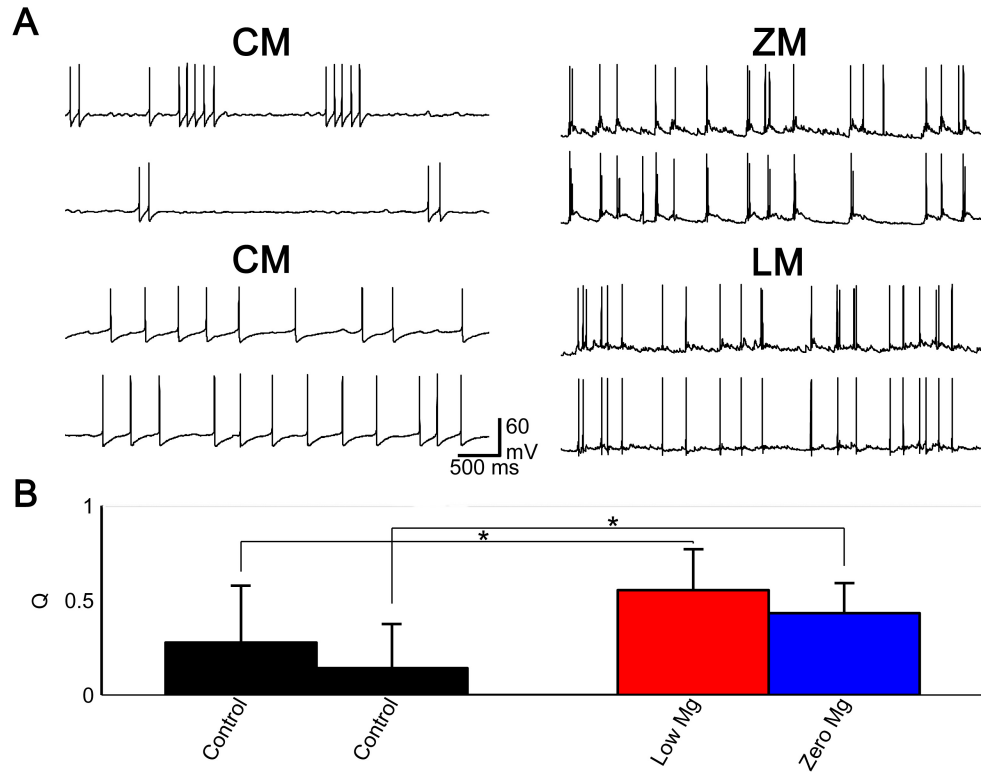 A
CM
ZM
CM
LM
60
mV
500 ms
B
1
*
*
0.5
Q
0
Control
Control
Low Mg
Zero Mg